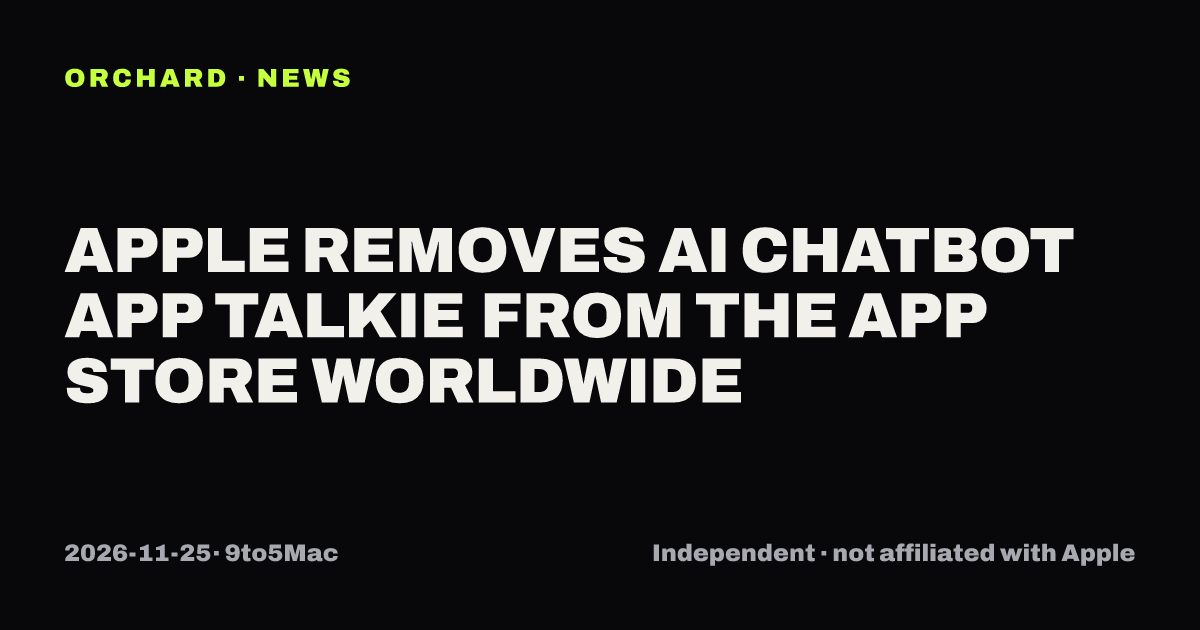 ORCHARD · NEWS
APPLE REMOVES AI CHATBOT
APP TALKIE FROM THE APP
STORE WORLDWIDE
2026-11-25· 9to5Mac
Independent · not affiliated with Apple